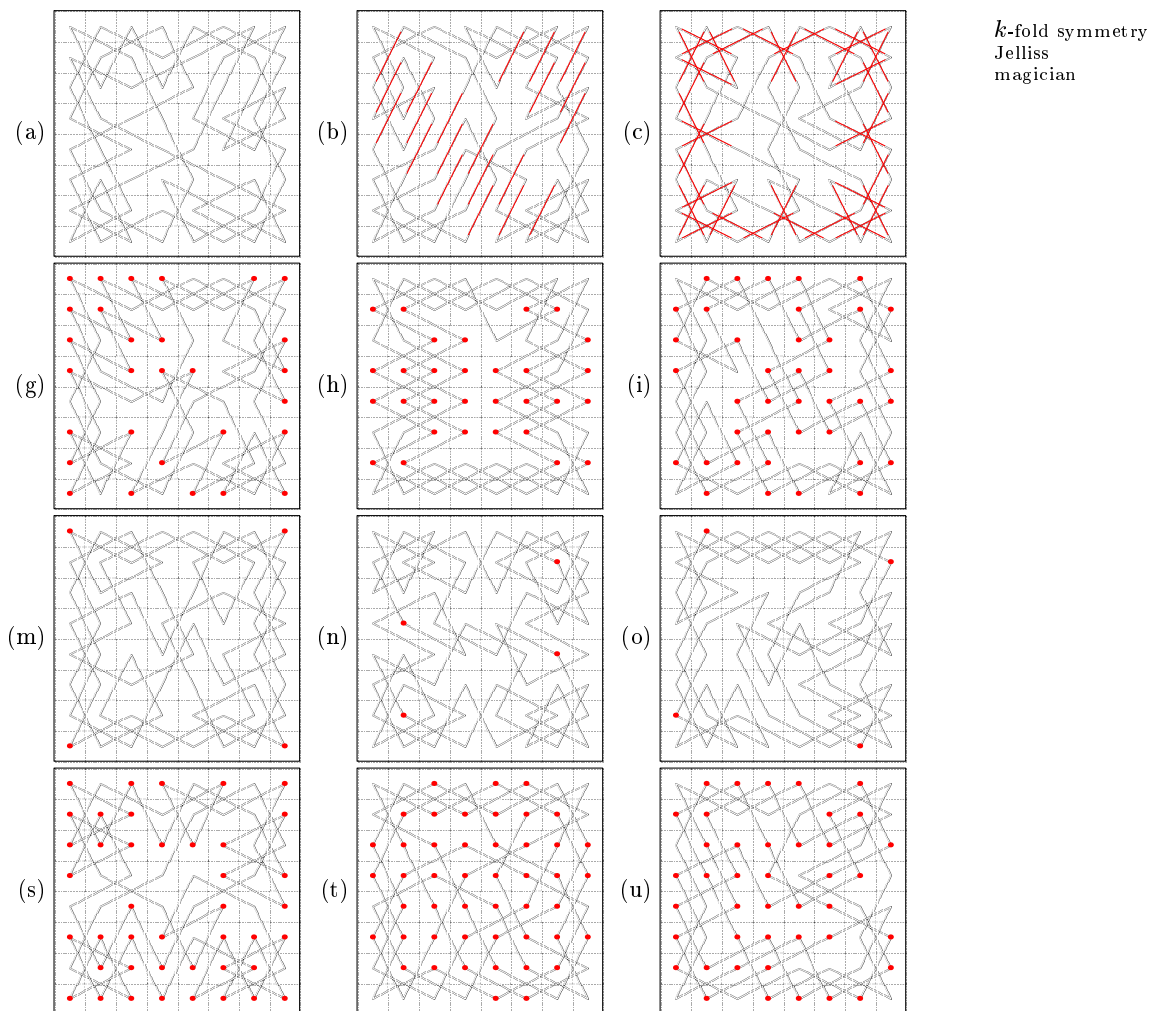 (a)
(b)
(c)
k-fold symmetry
Jelliss
magician
(g)
(h)
(i)
(m)
(n)
(o)
(s)
(t)
(u)